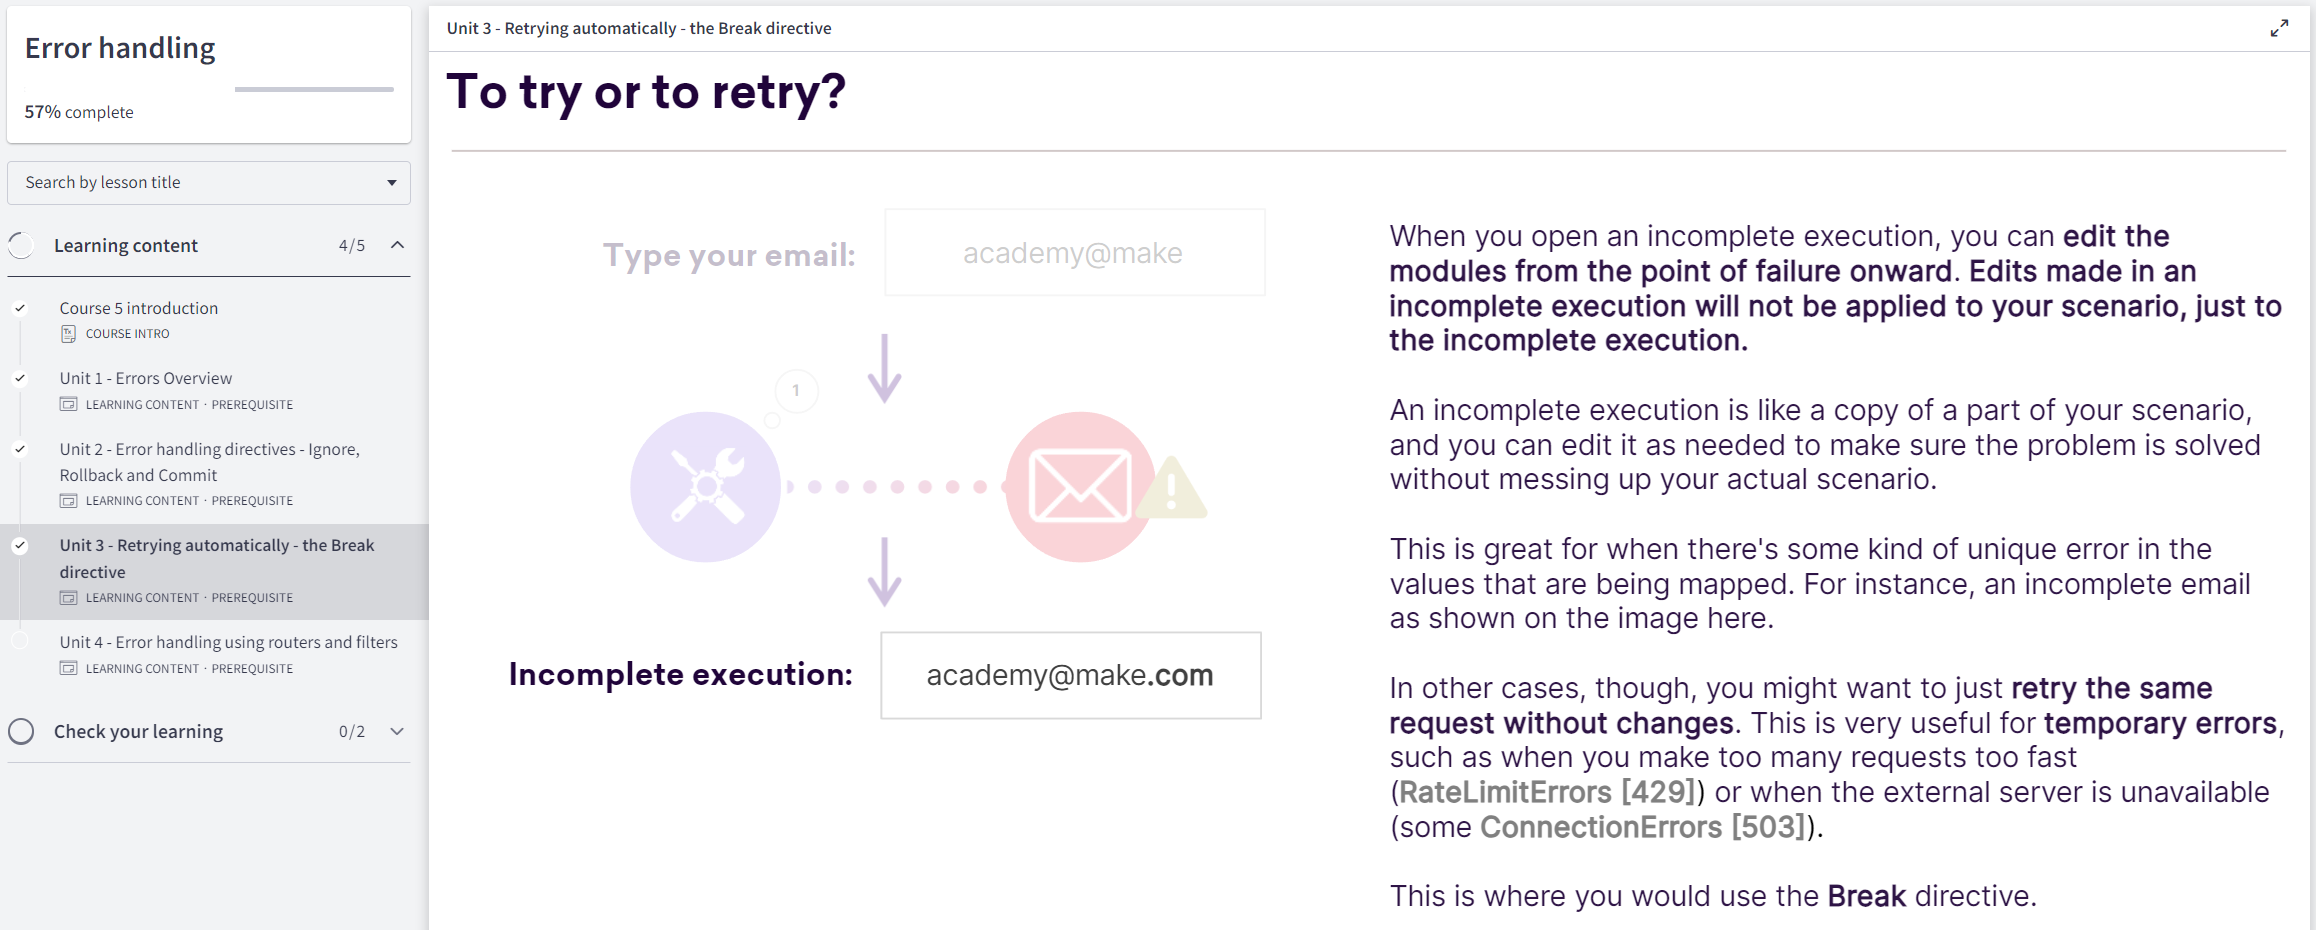 Error handling
57% complete
Search by lesson title
Learning content 4/5
Course 5 introduction
COURSE INTRO
Unit 1 - Errors Overview
LEARNING CONTENT · PREREQUISITE
Unit 2 - Error handling directives - Ignore,
Rollback and Commit
LEARNING CONTENT · PREREQUISITE
Unit 3 - Retrying automatically - the Break
directive
LEARNING CONTENT · PREREQUISITE
Unit 4 - Error handling using routers and filters
LEARNING CONTENT · PREREQUISITE
Check your learning 0/2
Unit 3 - Retrying automatically - the Break directive
To try or to retry?
Type your email: academy@make
1
Incomplete execution: academy@make.com
When you open an incomplete execution, you can edit the
modules from the point of failure onward. Edits made in an
incomplete execution will not be applied to your scenario, just to
the incomplete execution.
An incomplete execution is like a copy of a part of your scenario,
and you can edit it as needed to make sure the problem is solved
without messing up your actual scenario.
This is great for when there's some kind of unique error in the
values that are being mapped. For instance, an incomplete email
as shown on the image here.
In other cases, though, you might want to just retry the same
request without changes. This is very useful for temporary errors,
such as when you make too many requests too fast
(RateLimitErrors [429]) or when the external server is unavailable
(some ConnectionErrors [503]).
This is where you would use the Break directive.